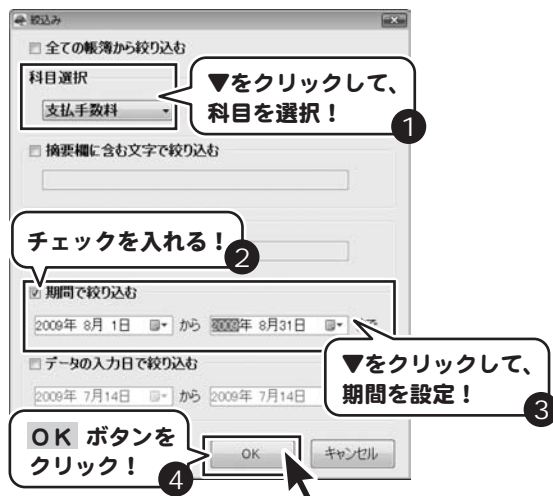 絞込み
全ての帳簿から絞り込む
科目選択
支払手数料
▼をクリックして、
科目を選択！
1
摘要欄に含む文字で絞り込む
チェックを入れる！
2
期間で絞り込む
2009年 8月 1日 から 2009年 8月31日
▼をクリックして、
期間を設定！
3
データの入力日で絞り込む
2009年 7月14日 から 2009年 7月14日
OK ボタンを
クリック！
4
OK
キャンセル